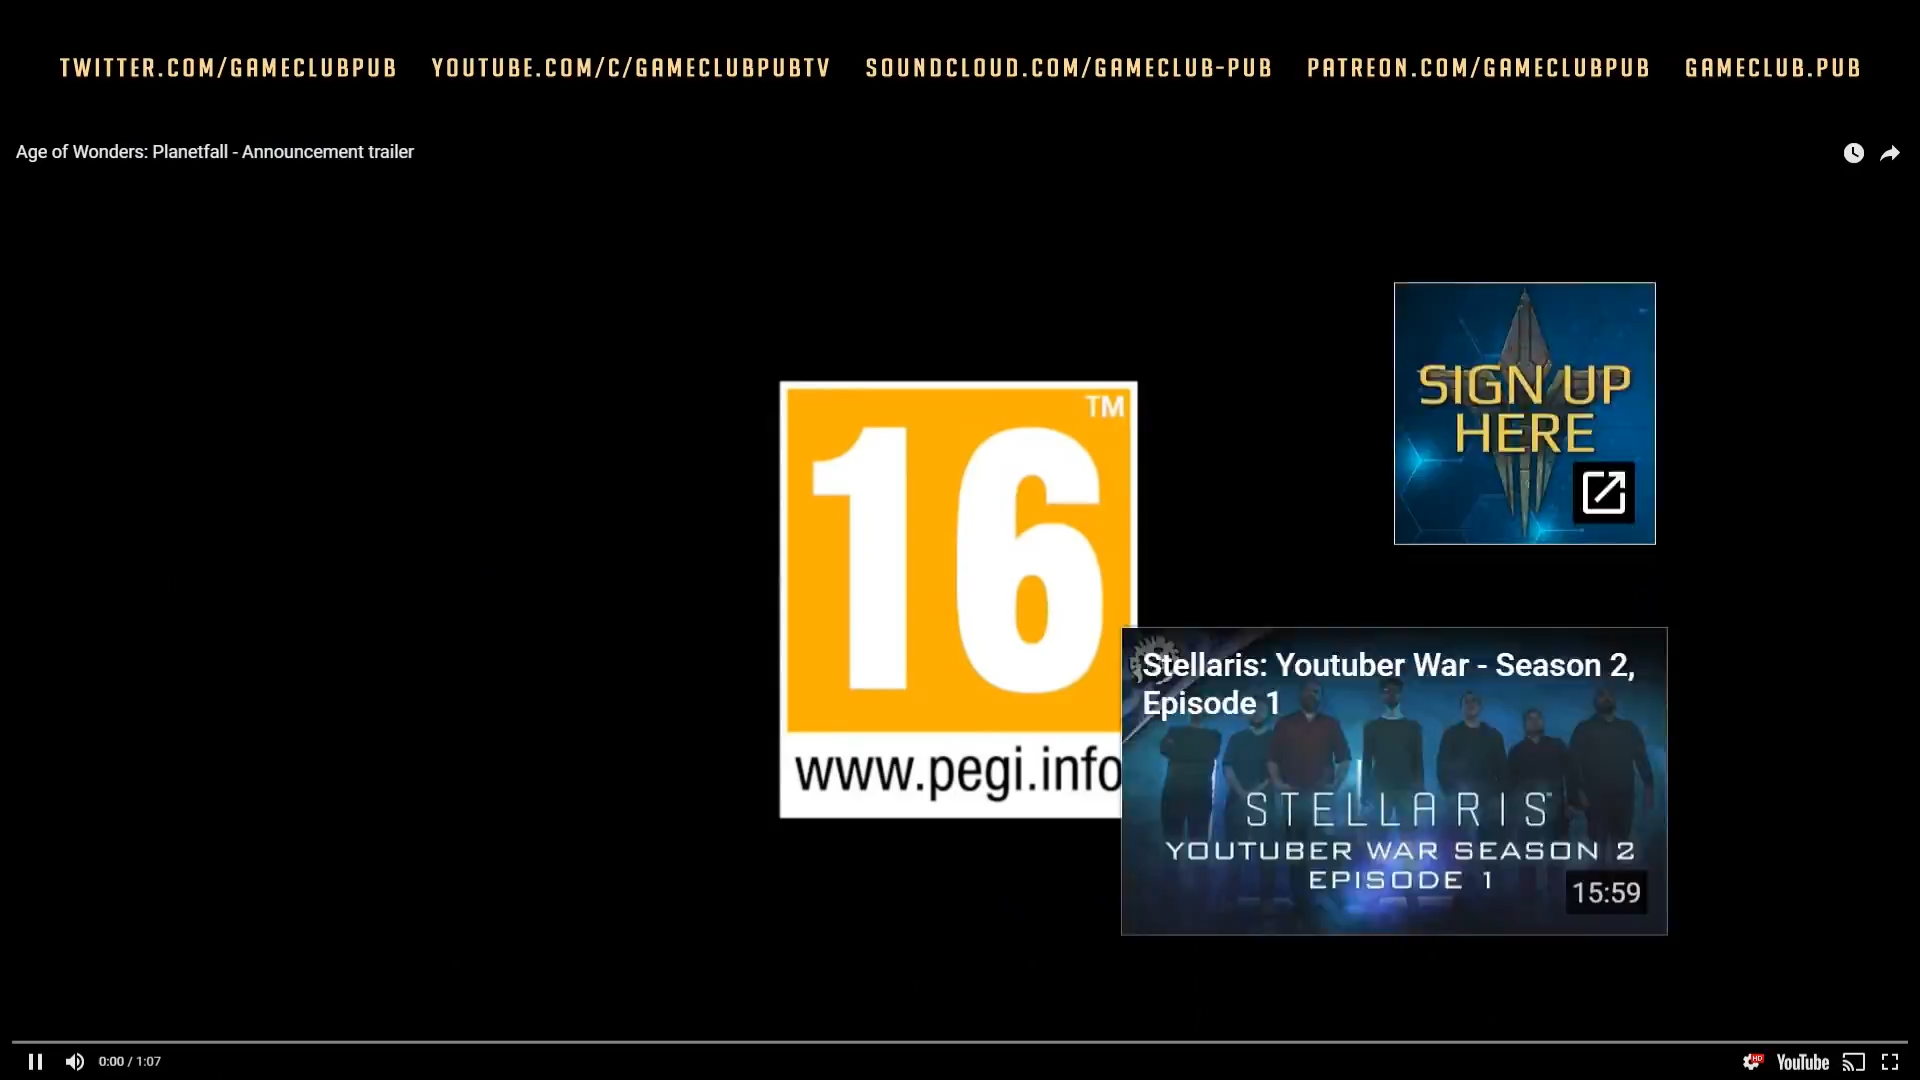 TWITTER.COM/GAMECLUBPUB YOUTUBE.COM/C/GAMECLUBPUBTV SOUNDCLOUD.COM/GAMECLUB-PUB PATREON.COM/GAMECLUBPUB GAMECLUB.PUB
Age of Wonders: Planetfall - Announcement trailer
SIGN UP
HERE
TM
16
www.pegi.info
Stellaris: Youtuber War - Season 2,
Episode 1
STELLARIS
YOUTUBER WAR SEASON 2
EPISODE 1
15:59
0:00 / 1:07
HD
YouTube